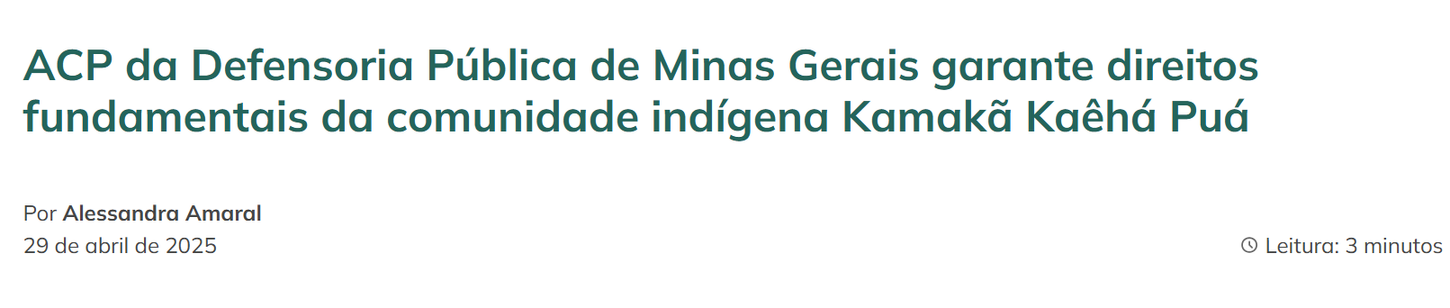 ACP da Defensoria Pública de Minas Gerais garante direitos
fundamentais da comunidade indígena Kamakã Kaêhá Puá
Por Alessandra Amaral
29 de abril de 2025
Leitura: 3 minutos